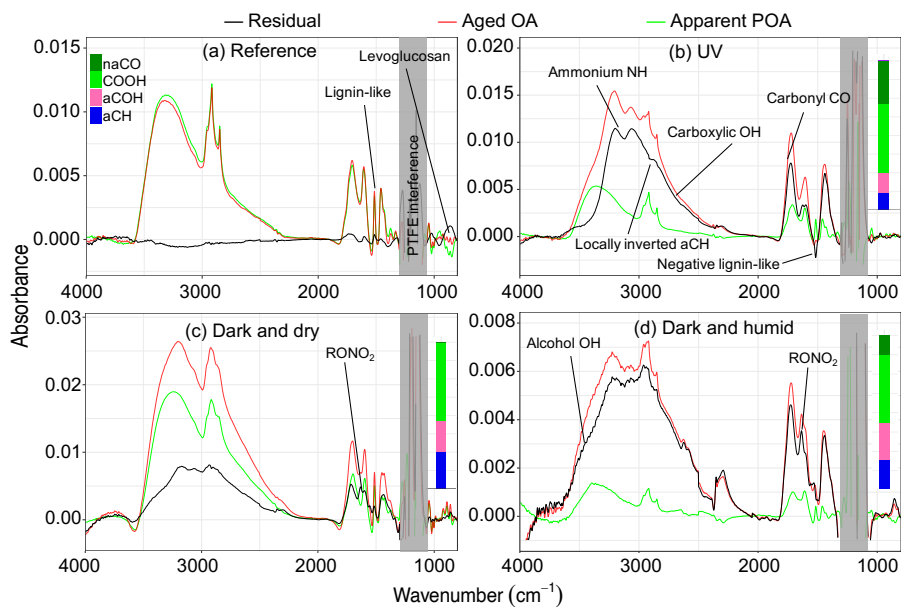 Residual Aged OA Apparent POA
(a) Reference
naCO
COOH
aCOH
aCH
Levoglucosan
Lignin-like
PTFE interference
0.015
0.010
0.005
0.000
4000 3000 2000 1000
(b) UV
Ammonium NH
Carbonyl CO
Carboxylic OH
Locally inverted aCH
Negative lignin-like
0.020
0.015
0.010
0.005
0.000
4000 3000 2000 1000
Absorbance
(c) Dark and dry
RONO₂
0.03
0.02
0.01
0.00
4000 3000 2000 1000
(d) Dark and humid
Alcohol OH
RONO₂
0.008
0.006
0.004
0.002
0.000
4000 3000 2000 1000
Wavenumber (cm⁻¹)